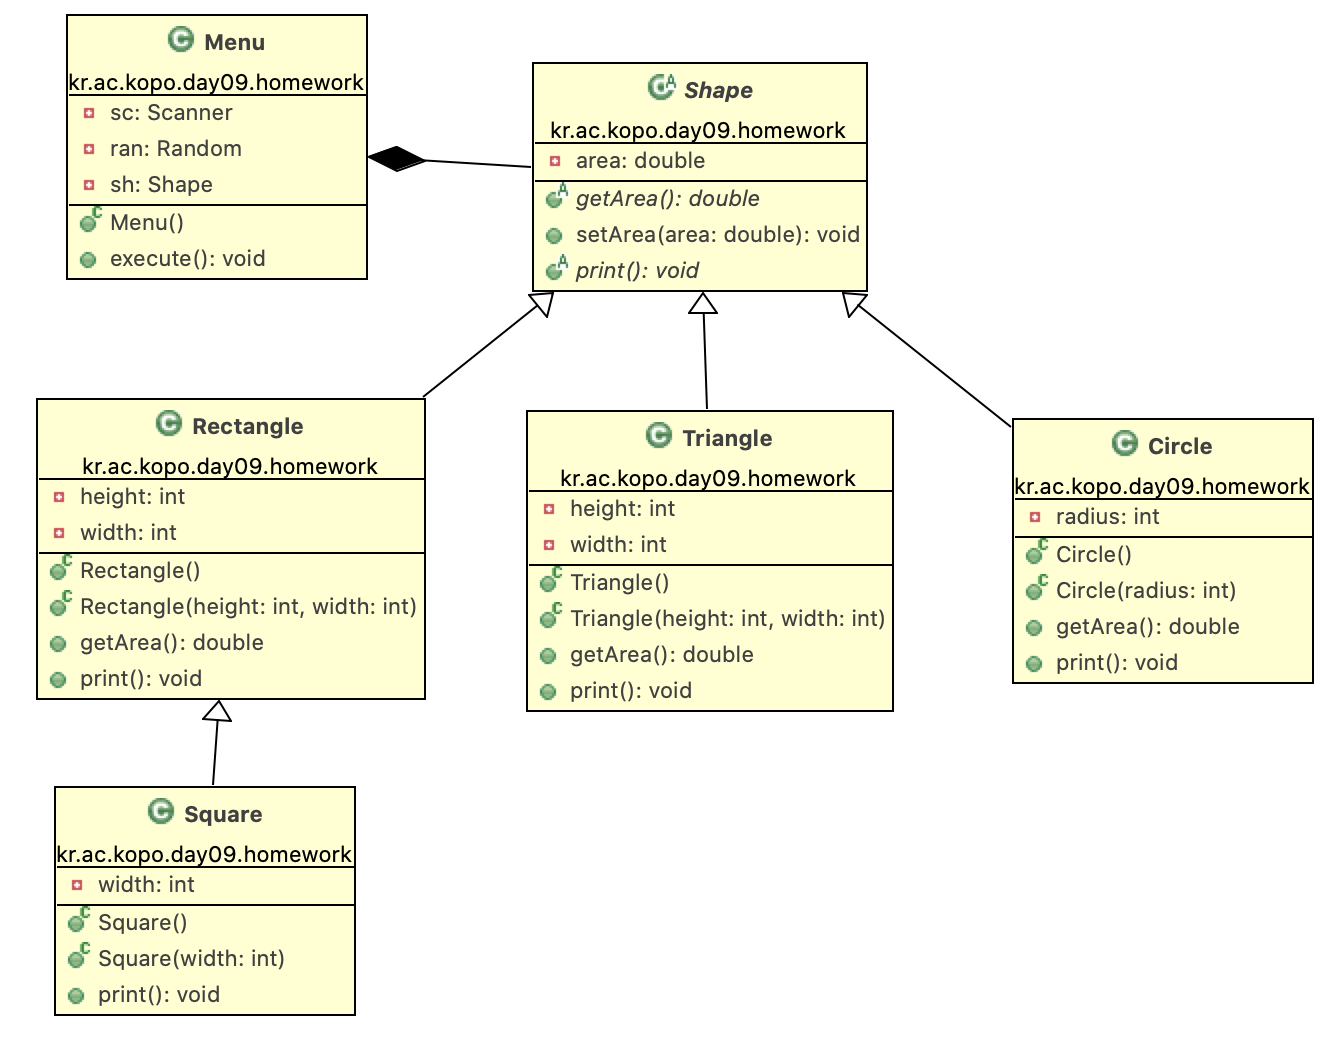 Menu
kr.ac.kopo.day09.homework
sc: Scanner
ran: Random
sh: Shape
Menu()
execute(): void
Shape
kr.ac.kopo.day09.homework
area: double
getArea(): double
setArea(area: double): void
print(): void
Rectangle
kr.ac.kopo.day09.homework
height: int
width: int
Rectangle()
Rectangle(height: int, width: int)
getArea(): double
print(): void
Triangle
kr.ac.kopo.day09.homework
height: int
width: int
Triangle()
Triangle(height: int, width: int)
getArea(): double
print(): void
Circle
kr.ac.kopo.day09.homework
radius: int
Circle()
Circle(radius: int)
getArea(): double
print(): void
Square
kr.ac.kopo.day09.homework
width: int
Square()
Square(width: int)
print(): void